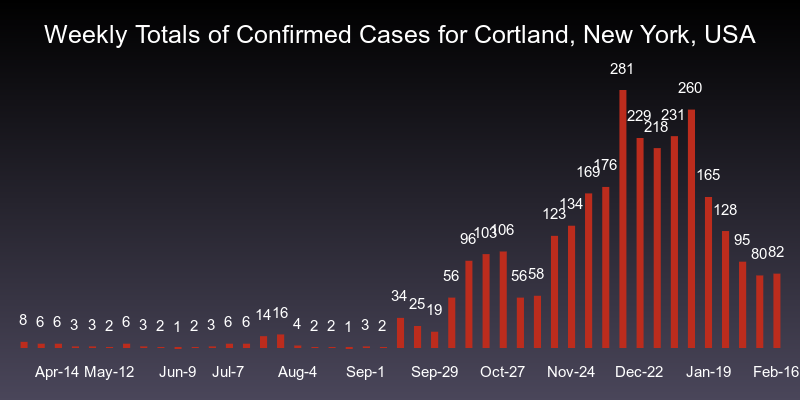 Weekly Totals of Confirmed Cases for Cortland, New York, USA
8 6 6 3 3 2 6 3 2 1 2 3 6 6 14 16 4 2 2 1 3 2 34 25 19 56 96 103 106 56 58 123 134 169 176 281 229 218 231 260 165 128 95 80 82
Apr-14 May-12 Jun-9 Jul-7 Aug-4 Sep-1 Sep-29 Oct-27 Nov-24 Dec-22 Jan-19 Feb-16